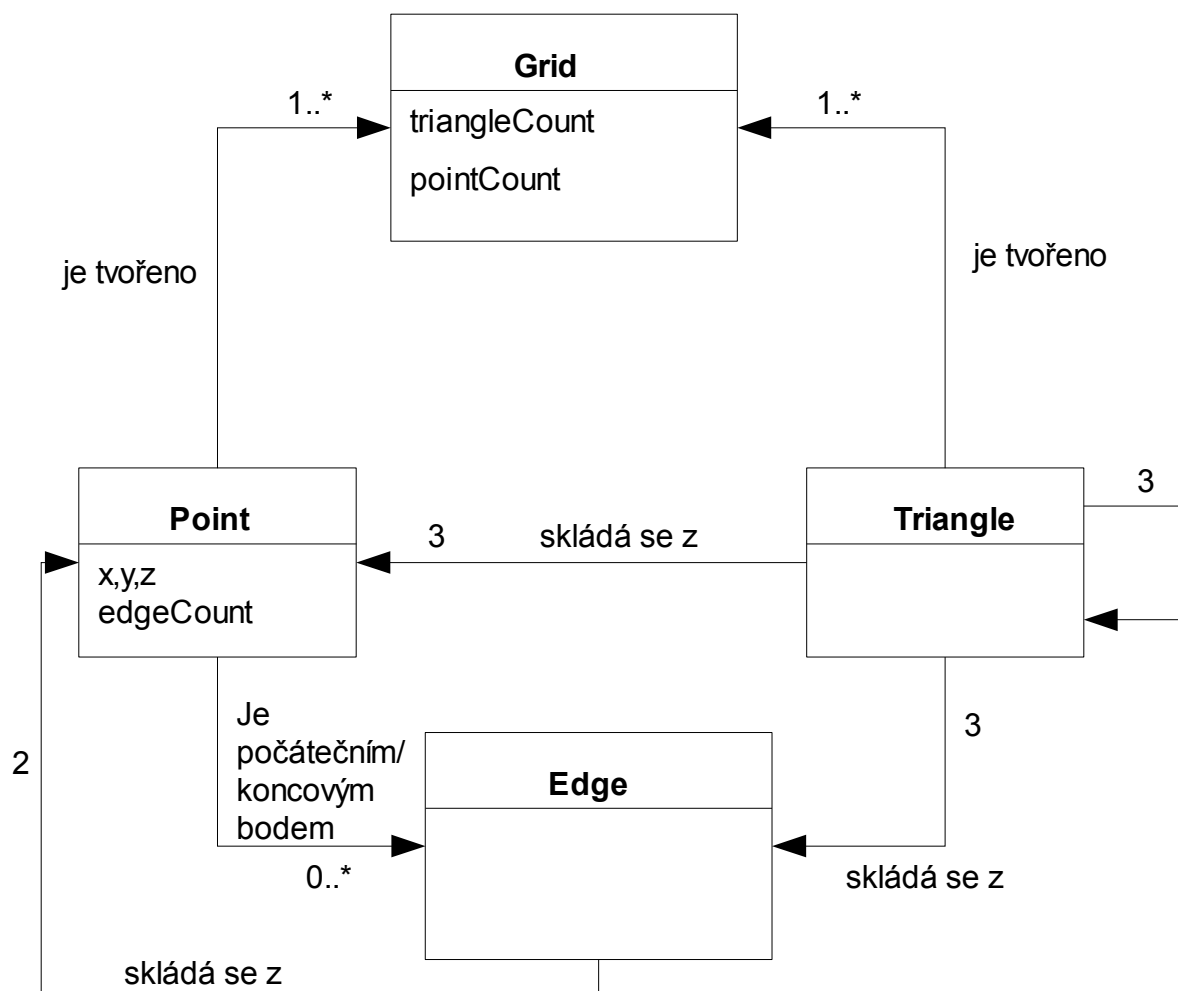 Grid
1..*
1..*
triangleCount
pointCount
je tvořeno
je tvořeno
Point
3
skládá se z
Triangle
3
x,y,z
edgeCount
2
Je
počátečním/
koncovým
bodem
0..*
Edge
3
skládá se z
skládá se z